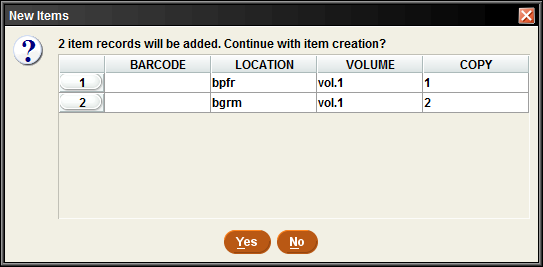 New Items
? 2 item records will be added. Continue with item creation?
BARCODE LOCATION VOLUME COPY
1 bpfr vol.1 1
2 bgrm vol.1 2
Yes No